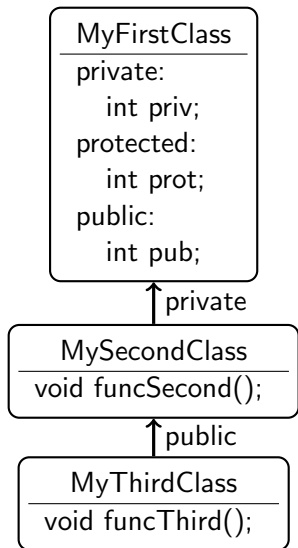 MyFirstClass
private:
int priv;
protected:
int prot;
public:
int pub;
private
MySecondClass
void funcSecond();
public
MyThirdClass
void funcThird();